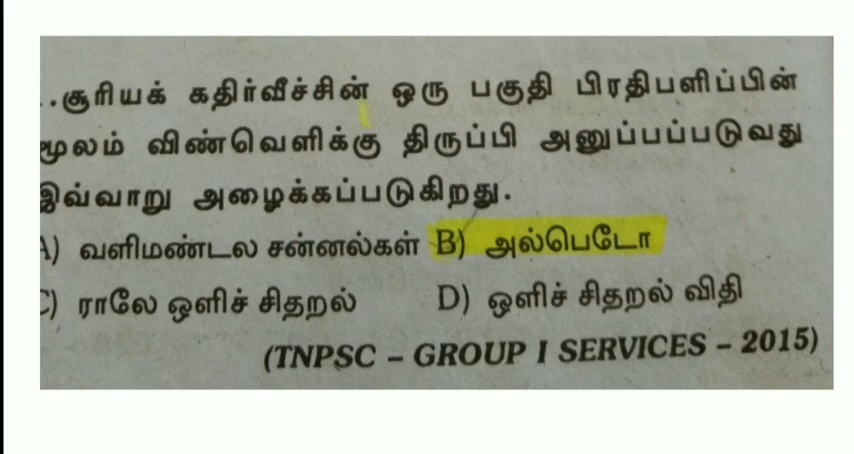 ..சூரியக் கதிர்வீச்சின் ஒரு பகுதி பிரதிபளிப்பின்
மூலம் விண்வெளிக்கு திருப்பி அனுப்பப்படுவது
இவ்வாறு அழைக்கப்படுகிறது.
A) வளிமண்டல சன்னல்கள் B) அல்பெடோ
C) ராலே ஒளிச் சிதறல் D) ஒளிச் சிதறல் விதி
(TNPSC – GROUP I SERVICES – 2015)